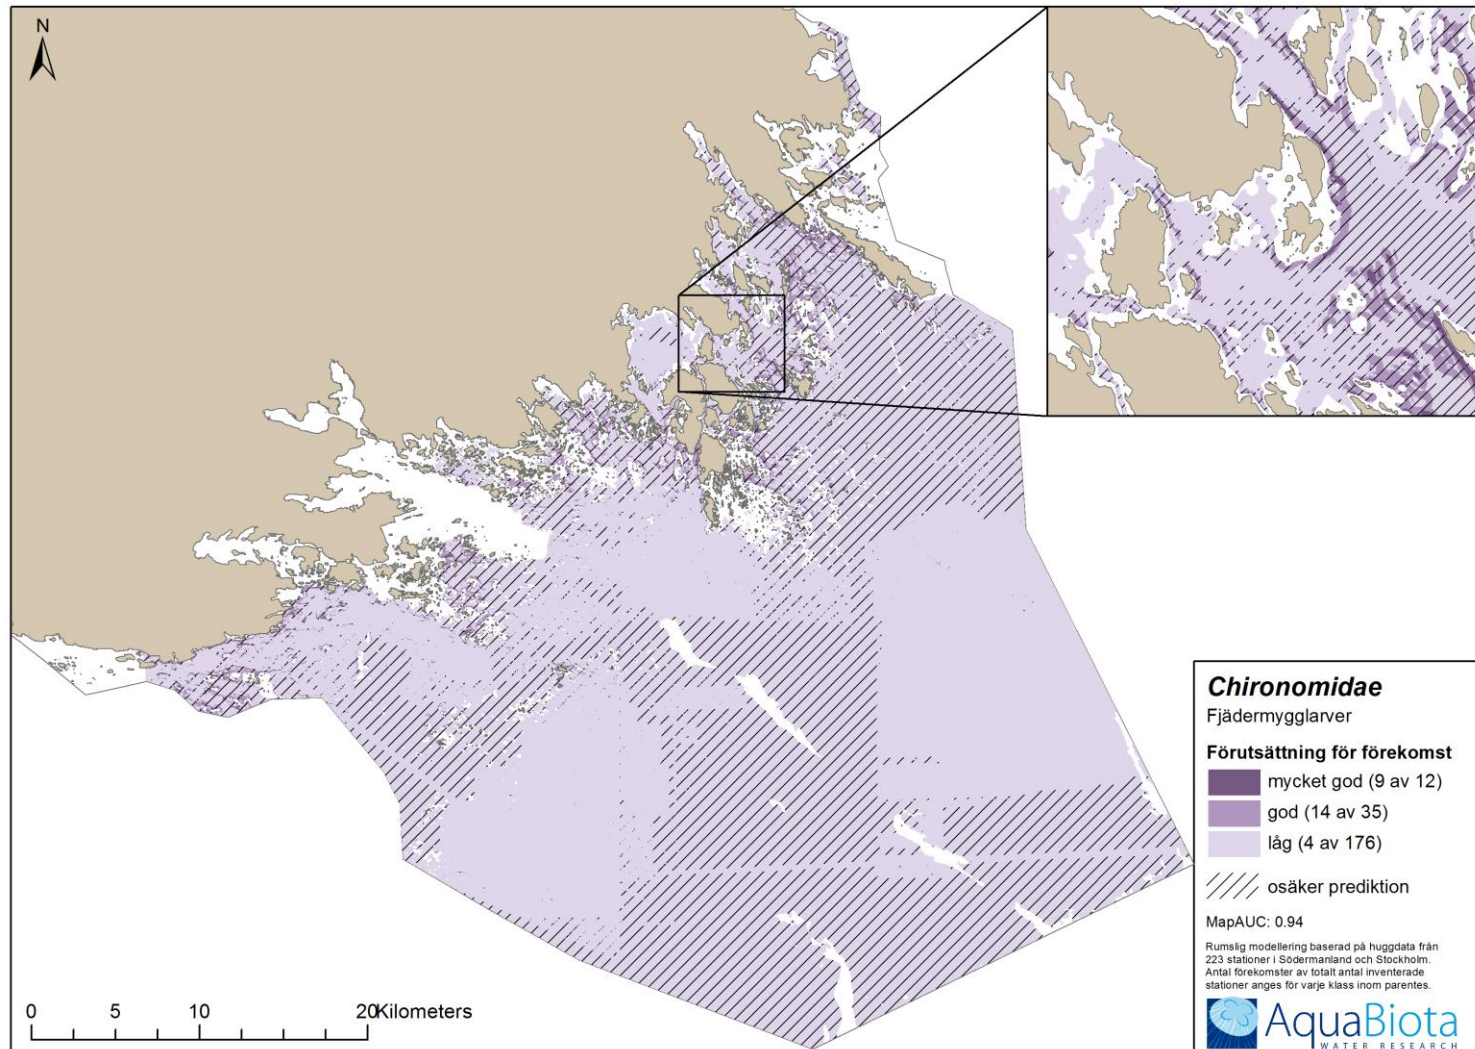 N
Chironomidae
Fjädermygglarver
Förutsättning för förekomst
mycket god (9 av 12)
god (14 av 35)
låg (4 av 176)
osäker prediktion
MapAUC: 0.94
Rumslig modellering baserad på huggdata från
223 stationer i Södermanland och Stockholm.
Antal förekomster av totalt antal inventerade
stationer anges för varje klass inom parentes.
AquaBiota
WATER RESEARCH
0 5 10 20 Kilometers